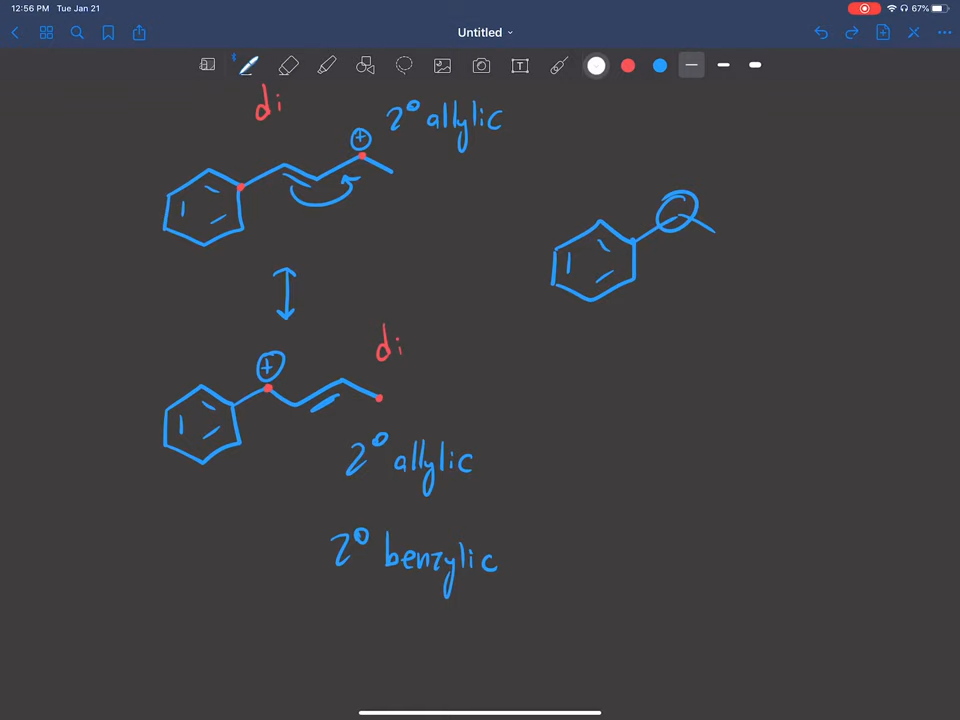 12:56 PM Tue Jan 21
67%
Untitled
T
di
2° allylic
+
+
di
2° allylic
2° benzylic